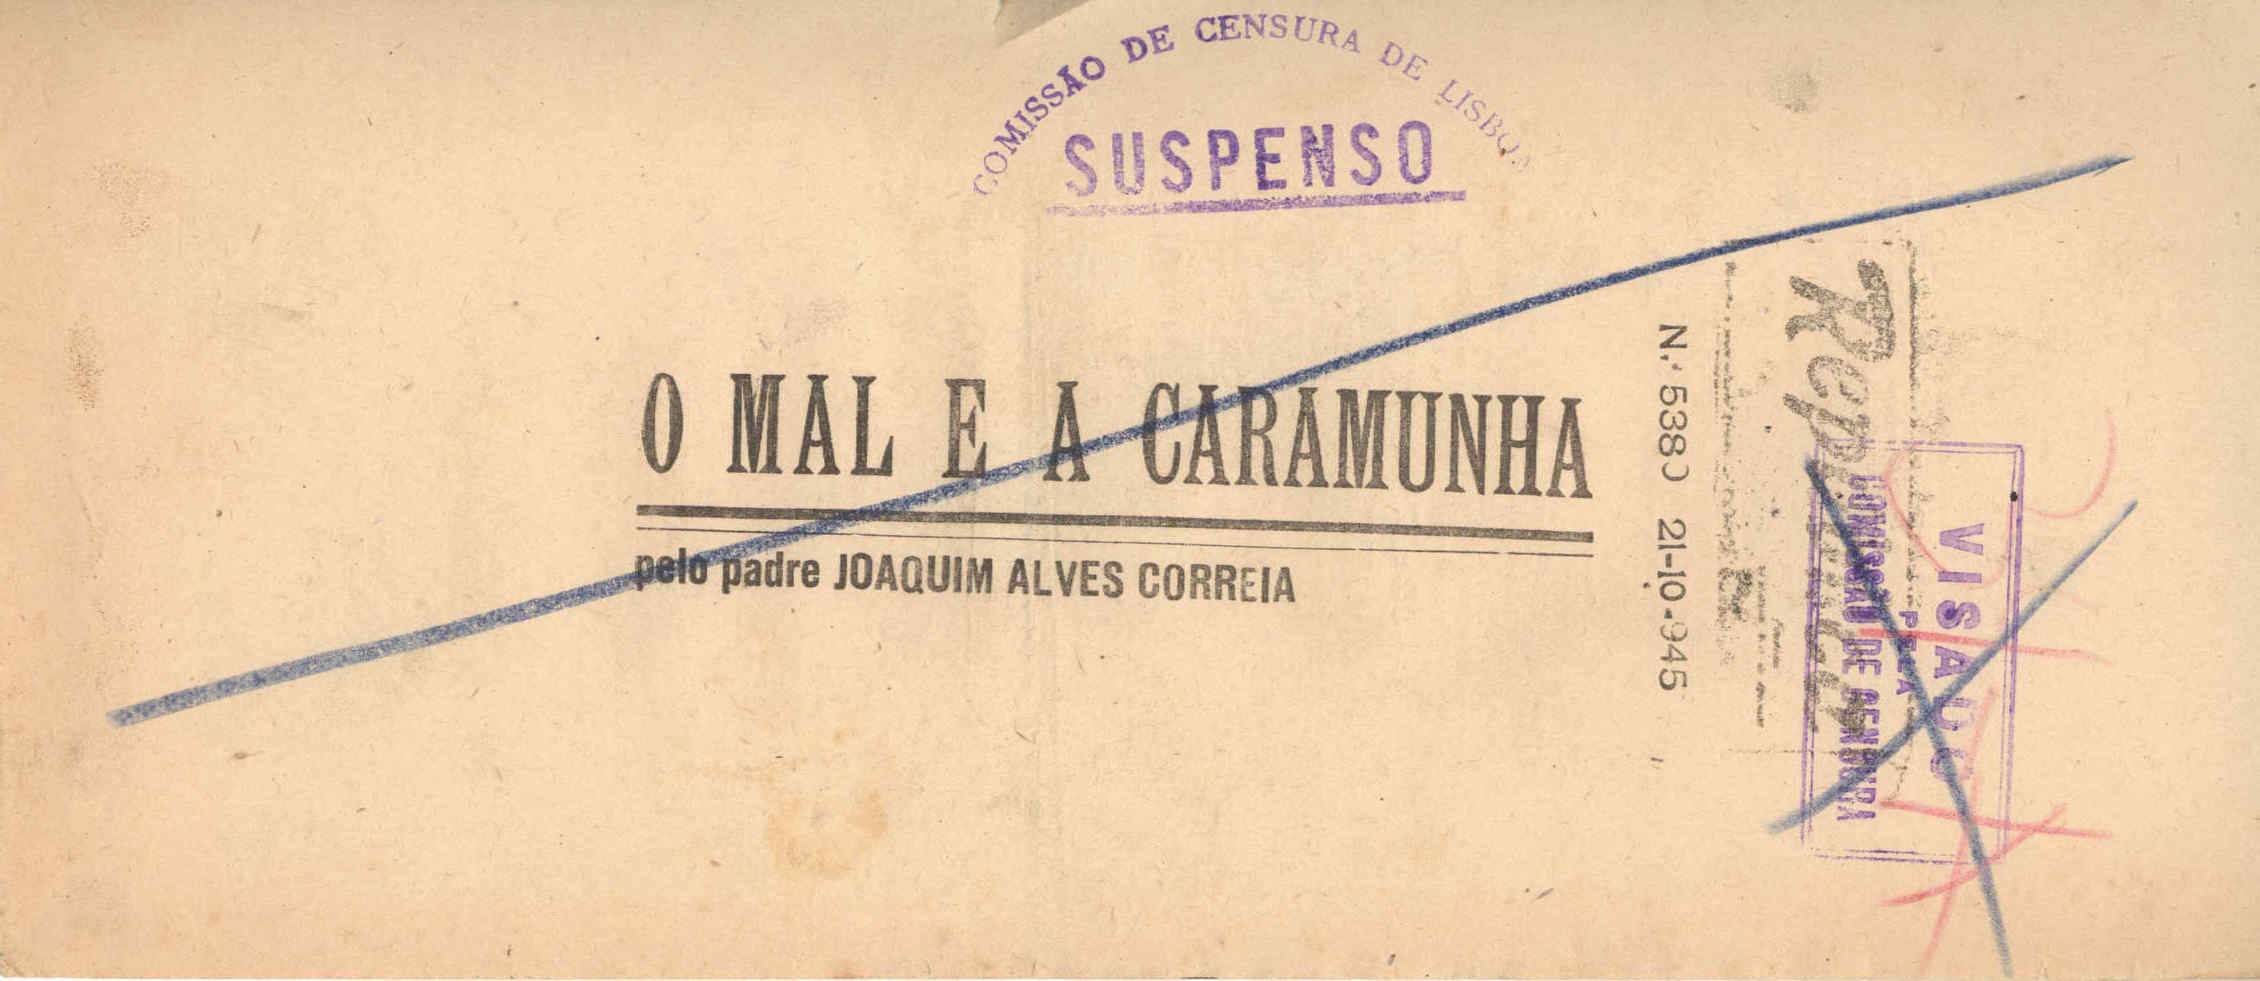 COMISSÃO DE CENSURA DE LISBOA
SUSPENSO
O MAL E A CARAMUNHA
pelo padre JOAQUIM ALVES CORREIA
N.º 5380 21-10-945
VISADO
PELA
COMISSÃO DE CENSURA